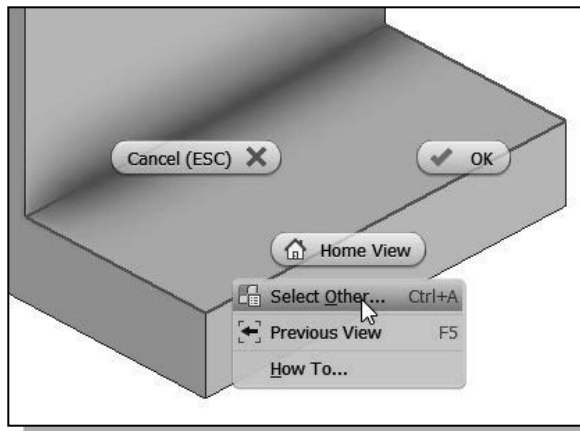 Cancel (ESC)
OK
Home View
Select Other... Ctrl+A
Previous View F5
How To...